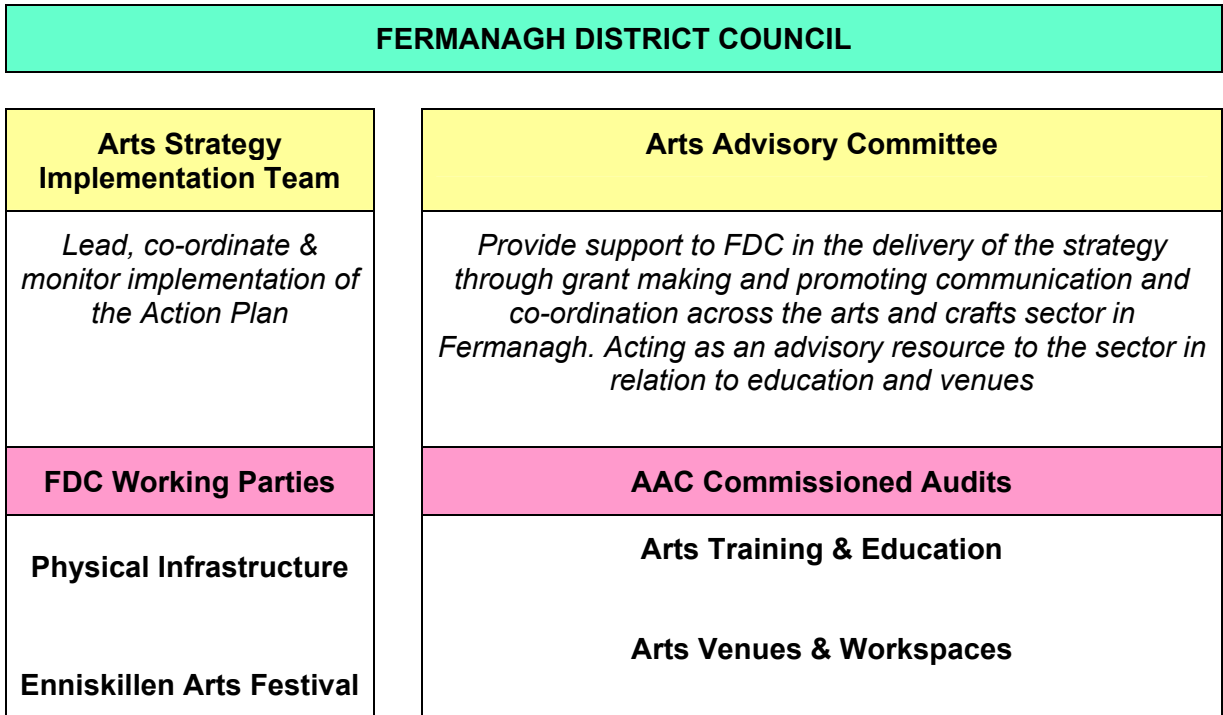 FERMANAGH DISTRICT COUNCIL
Arts Strategy
Implementation Team
Lead, co-ordinate &
monitor implementation of
the Action Plan
FDC Working Parties
Physical Infrastructure
Enniskillen Arts Festival
Arts Advisory Committee
Provide support to FDC in the delivery of the strategy
through grant making and promoting communication and
co-ordination across the arts and crafts sector in
Fermanagh. Acting as an advisory resource to the sector in
relation to education and venues
AAC Commissioned Audits
Arts Training & Education
Arts Venues & Workspaces